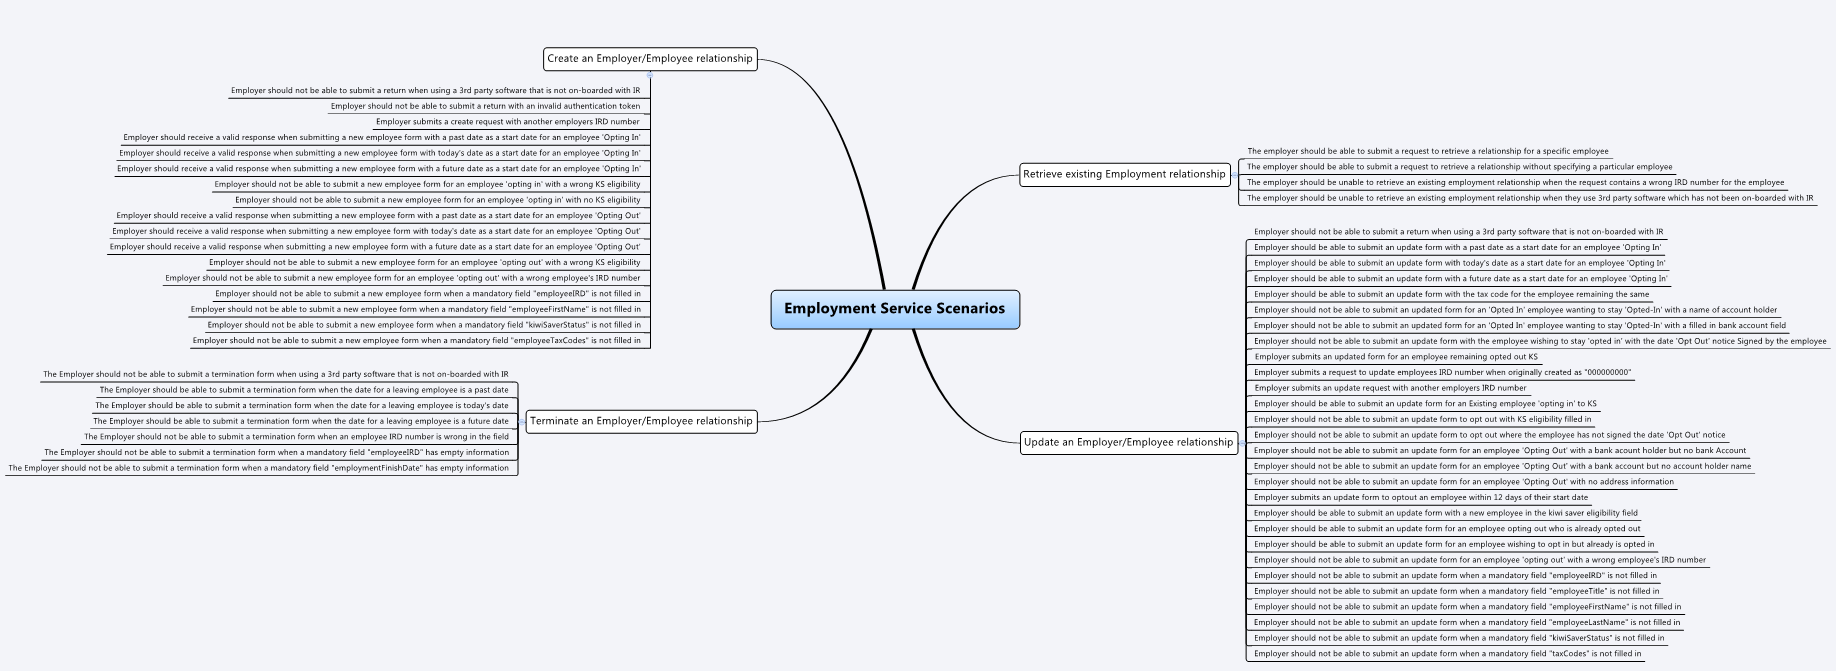 Create an Employer/Employee relationship
Employer should not be able to submit a return when using a 3rd party software that is not on-boarded with IR
Employer should not be able to submit a return with an invalid authentication token
Employer submits a create request with another employers IRD number
Employer should receive a valid response when submitting a new employee form with a past date as a start date for an employee 'Opting In'
Employer should receive a valid response when submitting a new employee form with today's date as a start date for an employee 'Opting In'
Employer should receive a valid response when submitting a new employee form with a future date as a start date for an employee 'Opting In'
Employer should not be able to submit a new employee form for an employee 'opting in' with a wrong KS eligibility
Employer should not be able to submit a new employee form for an employee 'opting in' with no KS eligibility
Employer should receive a valid response when submitting a new employee form with a past date as a start date for an employee 'Opting Out'
Employer should receive a valid response when submitting a new employee form with today's date as a start date for an employee 'Opting Out'
Employer should receive a valid response when submitting a new employee form with a future date as a start date for an employee 'Opting Out'
Employer should not be able to submit a new employee form for an employee 'opting out' with a wrong KS eligibility
Employer should not be able to submit a new employee form for an employee 'opting out' with a wrong employee's IRD number
Employer should not be able to submit a new employee form when a mandatory field "employeeIRD" is not filled in
Employer should not be able to submit a new employee form when a mandatory field "employeeFirstName" is not filled in
Employer should not be able to submit a new employee form when a mandatory field "kiwiSaverStatus" is not filled in
Employer should not be able to submit a new employee form when a mandatory field "employeeTaxCodes" is not filled in
The Employer should not be able to submit a termination form when using a 3rd party software that is not on-boarded with IR
The Employer should be able to submit a termination form when the date for a leaving employee is a past date
The Employer should be able to submit a termination form when the date for a leaving employee is today's date
The Employer should be able to submit a termination form when the date for a leaving employee is a future date
The Employer should not be able to submit a termination form when an employee IRD number is wrong in the field
The Employer should not be able to submit a termination form when a mandatory field "employeeIRD" has empty information
The Employer should not be able to submit a termination form when a mandatory field "employmentFinishDate" has empty information
Terminate an Employer/Employee relationship
Employment Service Scenarios
Retrieve existing Employment relationship
The employer should be able to submit a request to retrieve a relationship for a specific employee
The employer should be able to submit a request to retrieve a relationship without specifying a particular employee
The employer should be unable to retrieve an existing employment relationship when the request contains a wrong IRD number for the employee
The employer should be unable to retrieve an existing employment relationship when they use 3rd party software which has not been on-boarded with IR
Update an Employer/Employee relationship
Employer should not be able to submit a return when using a 3rd party software that is not on-boarded with IR
Employer should be able to submit an update form with a past date as a start date for an employee 'Opting In'
Employer should be able to submit an update form with today's date as a start date for an employee 'Opting In'
Employer should be able to submit an update form with a future date as a start date for an employee 'Opting In'
Employer should be able to submit an update form with the tax code for the employee remaining the same
Employer should not be able to submit an updated form for an 'Opted In' employee wanting to stay 'Opted-In' with a name of account holder
Employer should not be able to submit an updated form for an 'Opted In' employee wanting to stay 'Opted-In' with a filled in bank account field
Employer should not be able to submit an update form with the employee wishing to stay 'opted in' with the date 'Opt Out' notice Signed by the employee
Employer submits an updated form for an employee remaining opted out KS
Employer submits a request to update employees IRD number when originally created as "000000000"
Employer submits an update request with another employers IRD number
Employer should be able to submit an update form for an Existing employee 'opting in' to KS
Employer should not be able to submit an update form to opt out with KS eligibility filled in
Employer should not be able to submit an update form to opt out where the employee has not signed the date 'Opt Out' notice
Employer should not be able to submit an update form for an employee 'Opting Out' with a bank acount holder but no bank Account
Employer should not be able to submit an update form for an employee 'Opting Out' with a bank account but no account holder name
Employer should not be able to submit an update form for an employee 'Opting Out' with no address information
Employer submits an update form to optout an employee within 12 days of their start date
Employer should be able to submit an update form with a new employee in the kiwi saver eligibility field
Employer should be able to submit an update form for an employee opting out who is already opted out
Employer should be able to submit an update form for an employee wishing to opt in but already is opted in
Employer should not be able to submit an update form for an employee 'opting out' with a wrong employee's IRD number
Employer should not be able to submit an update form when a mandatory field "employeeIRD" is not filled in
Employer should not be able to submit an update form when a mandatory field "employeeTitle" is not filled in
Employer should not be able to submit an update form when a mandatory field "employeeFirstName" is not filled in
Employer should not be able to submit an update form when a mandatory field "employeeLastName" is not filled in
Employer should not be able to submit an update form when a mandatory field "kiwiSaverStatus" is not filled in
Employer should not be able to submit an update form when a mandatory field "taxCodes" is not filled in